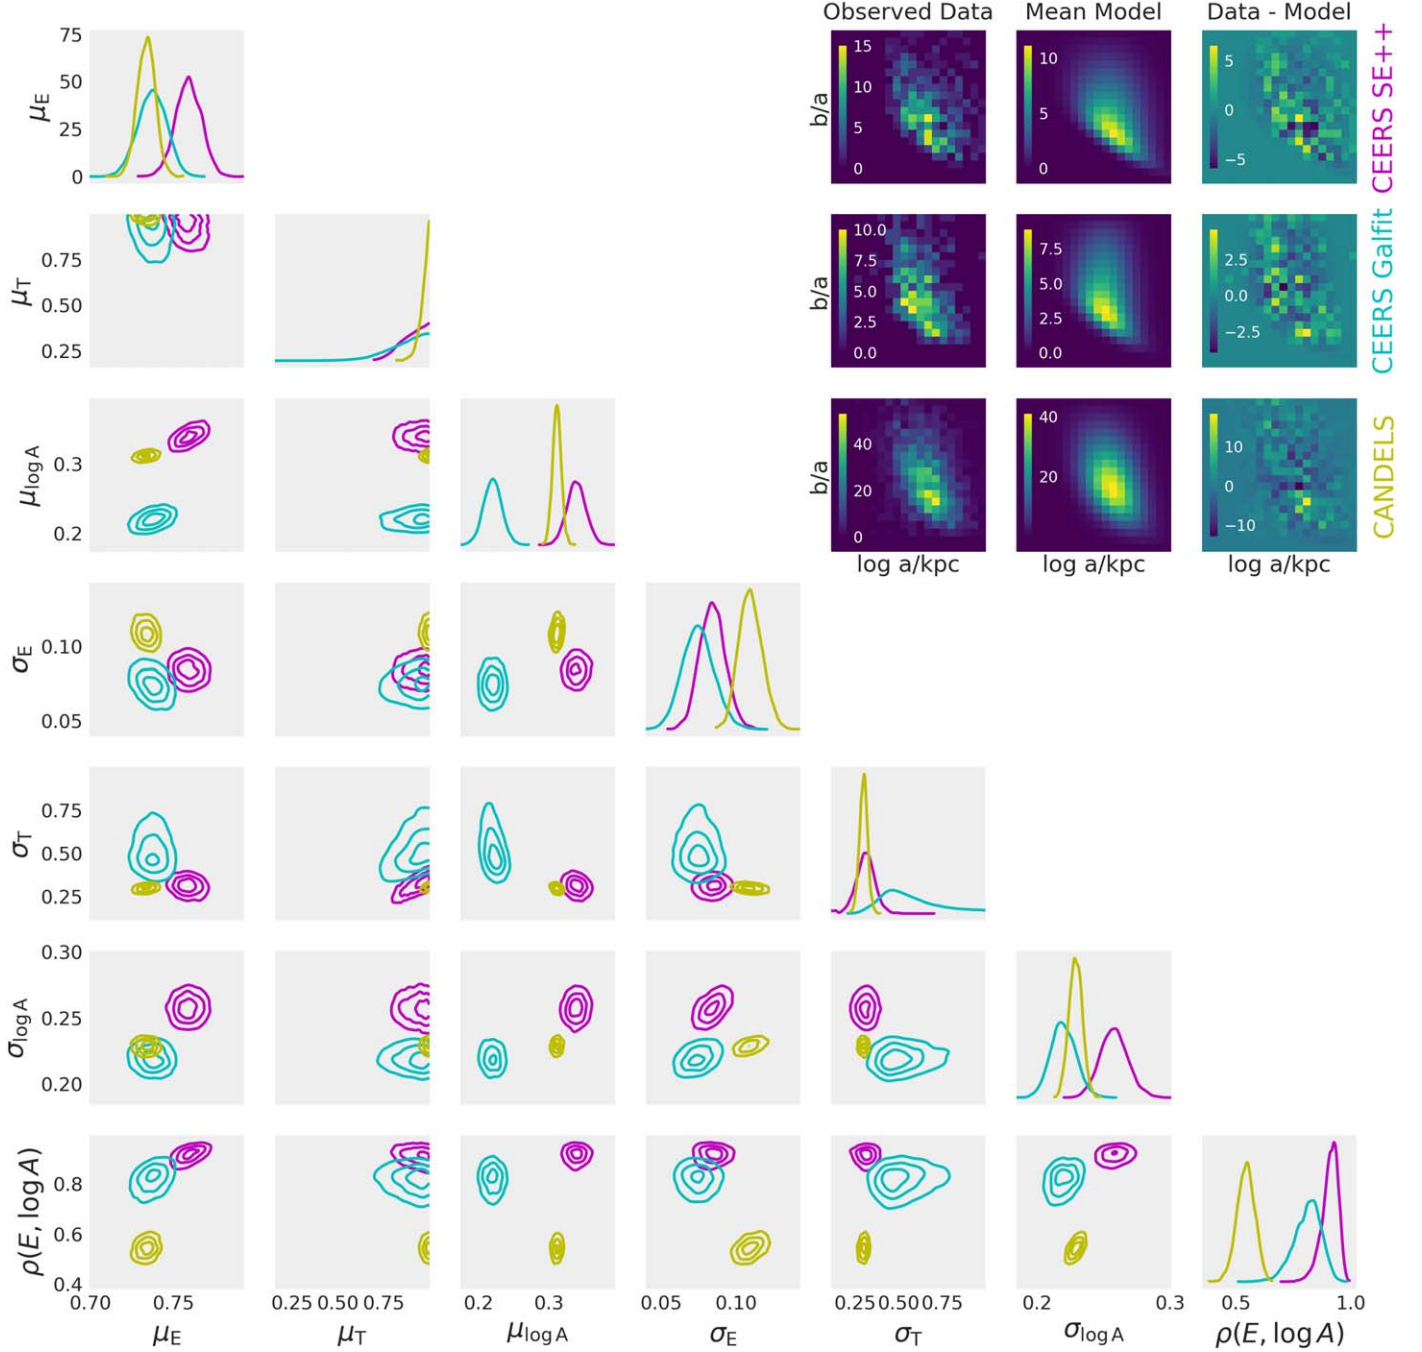 Observed Data Mean Model Data - Model
75
50
25
0
μE
b/a
15
10
5
0
10
5
0
5
0
−5
CEERS SE++
0.75
0.50
0.25
μT
b/a
10.0
7.5
5.0
2.5
0.0
7.5
5.0
2.5
0.0
2.5
0.0
−2.5
CEERS Galfit
0.3
0.2
μlog A
b/a
40
20
0
40
20
10
0
−10
CANDELS
log a/kpc log a/kpc
0.10
0.05
σE
0.75
0.50
0.25
σT
0.30
0.25
0.20
σlog A
0.8
0.6
0.4
ρ(E, log A)
0.70 0.75 0.25 0.50 0.75 0.2 0.3 0.05 0.10 0.25 0.50 0.75 0.2 0.3 0.5 1.0
μE μT μlog A σE σT σlog A ρ(E, log A)